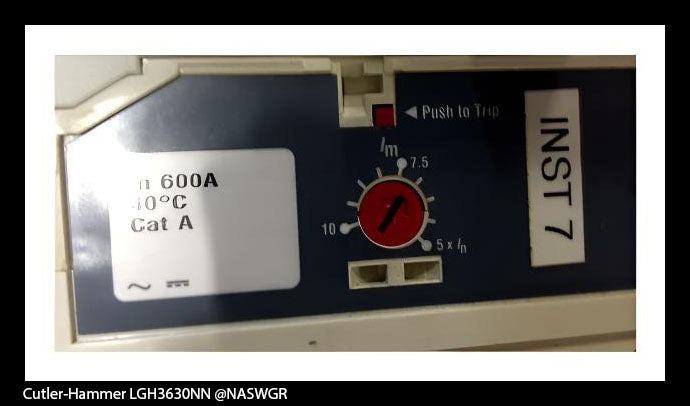 Push to Trip
Im
7.5
10
5 x In
600A
40°C
Cat A
INST 7
Cutler-Hammer LGH3630NN @NASWGR